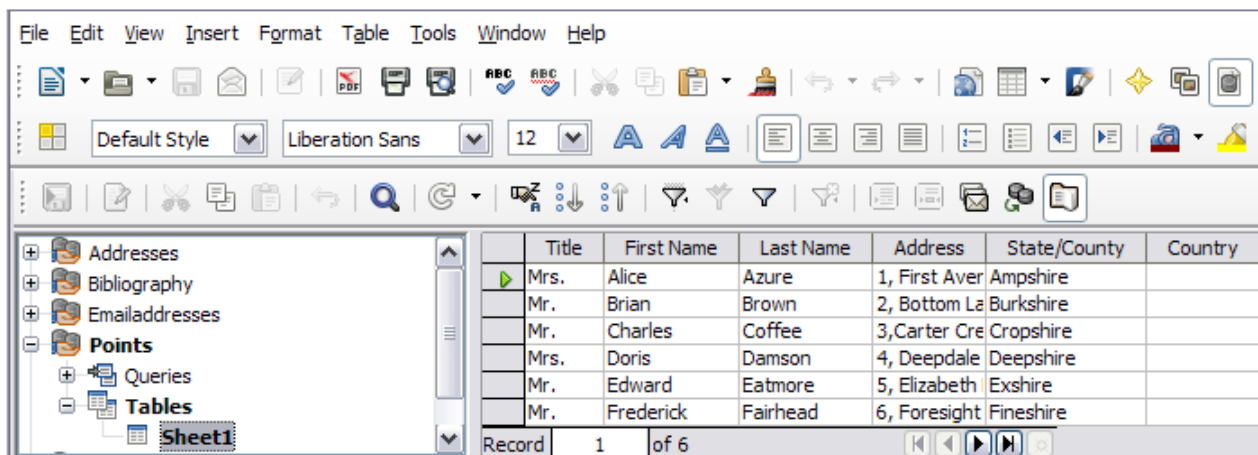 File Edit View Insert Format Table Tools Window Help
PDF ABC ABC
Default Style Liberation Sans 12
Addresses
Bibliography
Emailaddresses
Points
Queries
Tables
Sheet1
Title First Name Last Name Address State/County Country
Mrs. Alice Azure 1, First Aver Ampshire
Mr. Brian Brown 2, Bottom La Burkshire
Mr. Charles Coffee 3,Carter Cre Cropshire
Mrs. Doris Damson 4, Deepdale Deepshire
Mr. Edward Eatmore 5, Elizabeth Exshire
Mr. Frederick Fairhead 6, Foresight Fineshire
Record 1 of 6